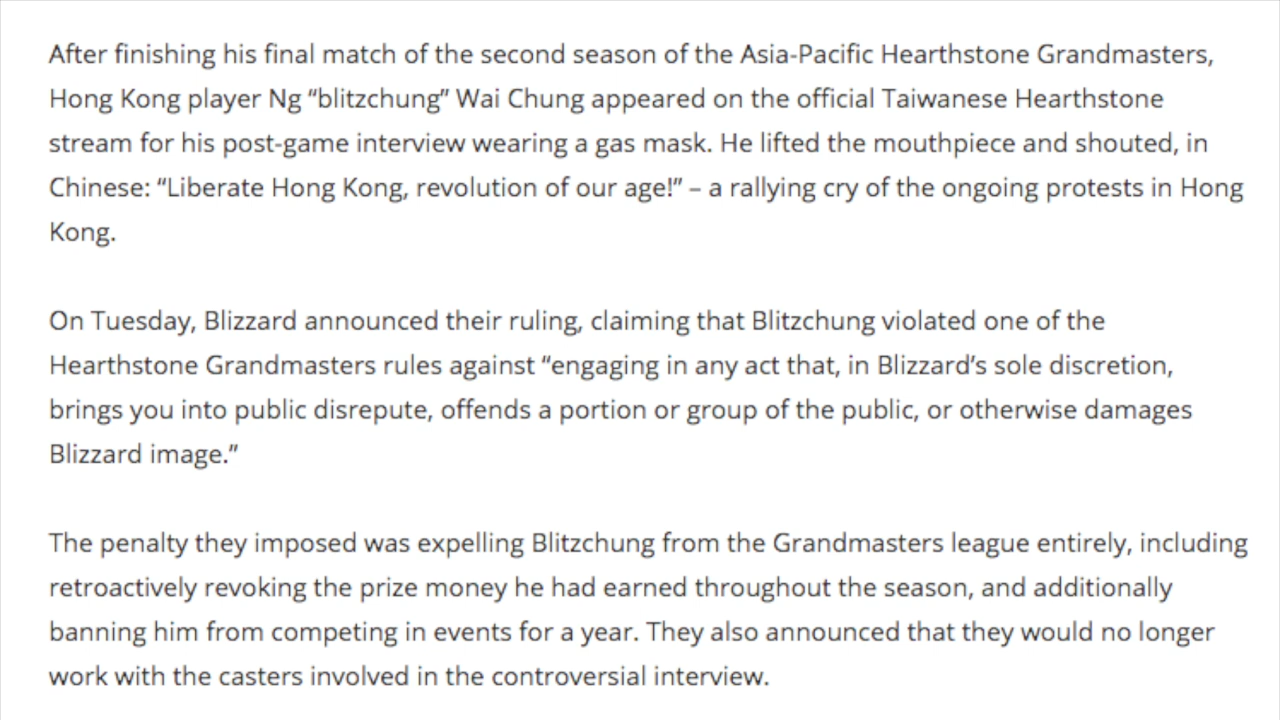 After finishing his final match of the second season of the Asia-Pacific Hearthstone Grandmasters,
Hong Kong player Ng “blitzchung” Wai Chung appeared on the official Taiwanese Hearthstone
stream for his post-game interview wearing a gas mask. He lifted the mouthpiece and shouted, in
Chinese: “Liberate Hong Kong, revolution of our age!” – a rallying cry of the ongoing protests in Hong
Kong.
On Tuesday, Blizzard announced their ruling, claiming that Blitzchung violated one of the
Hearthstone Grandmasters rules against “engaging in any act that, in Blizzard’s sole discretion,
brings you into public disrepute, offends a portion or group of the public, or otherwise damages
Blizzard image.”
The penalty they imposed was expelling Blitzchung from the Grandmasters league entirely, including
retroactively revoking the prize money he had earned throughout the season, and additionally
banning him from competing in events for a year. They also announced that they would no longer
work with the casters involved in the controversial interview.